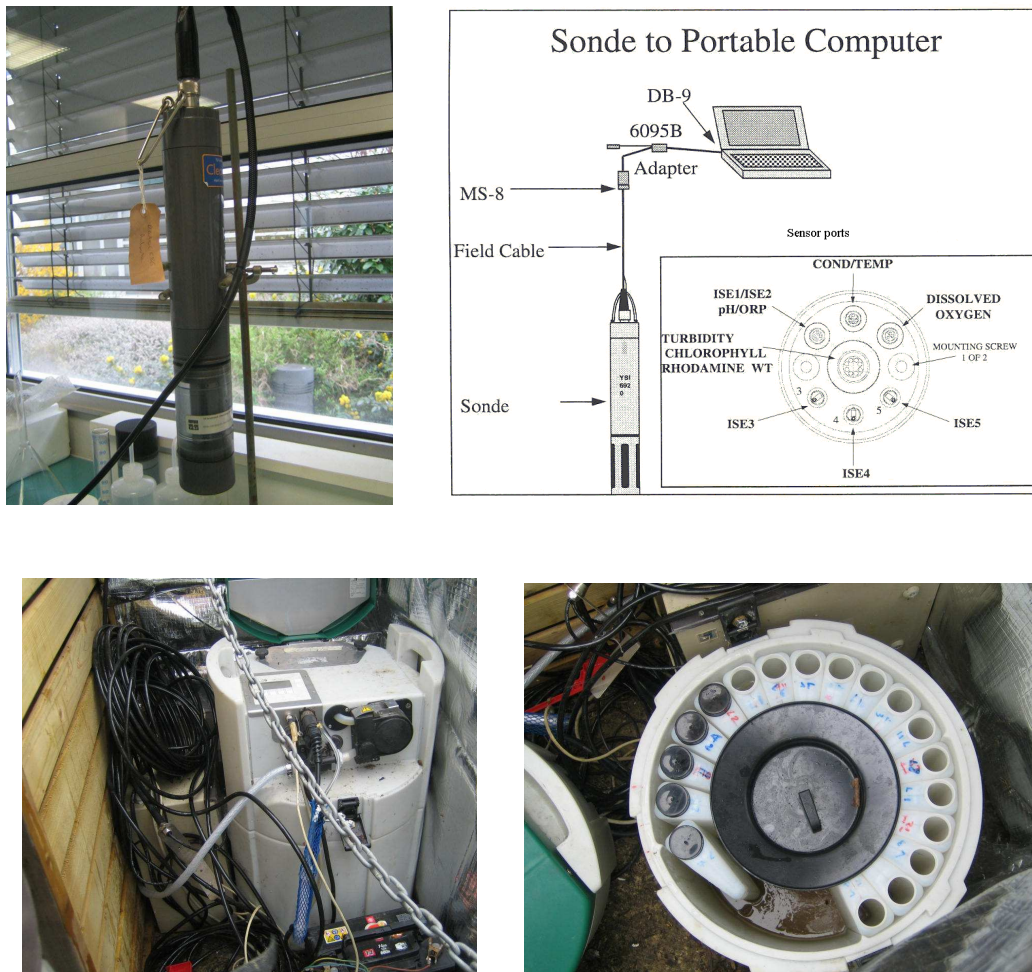 Sonde to Portable Computer
DB-9
6095B
Adapter
MS-8
Field Cable
Sonde
YSI
692
0
Sensor ports
COND/TEMP
ISE1/ISE2
pH/ORP
DISSOLVED
OXYGEN
TURBIDITY
CHLOROPHYLL
RHODAMINE WT
MOUNTING SCREW
1 OF 2
3
4
5
ISE3
ISE5
ISE4